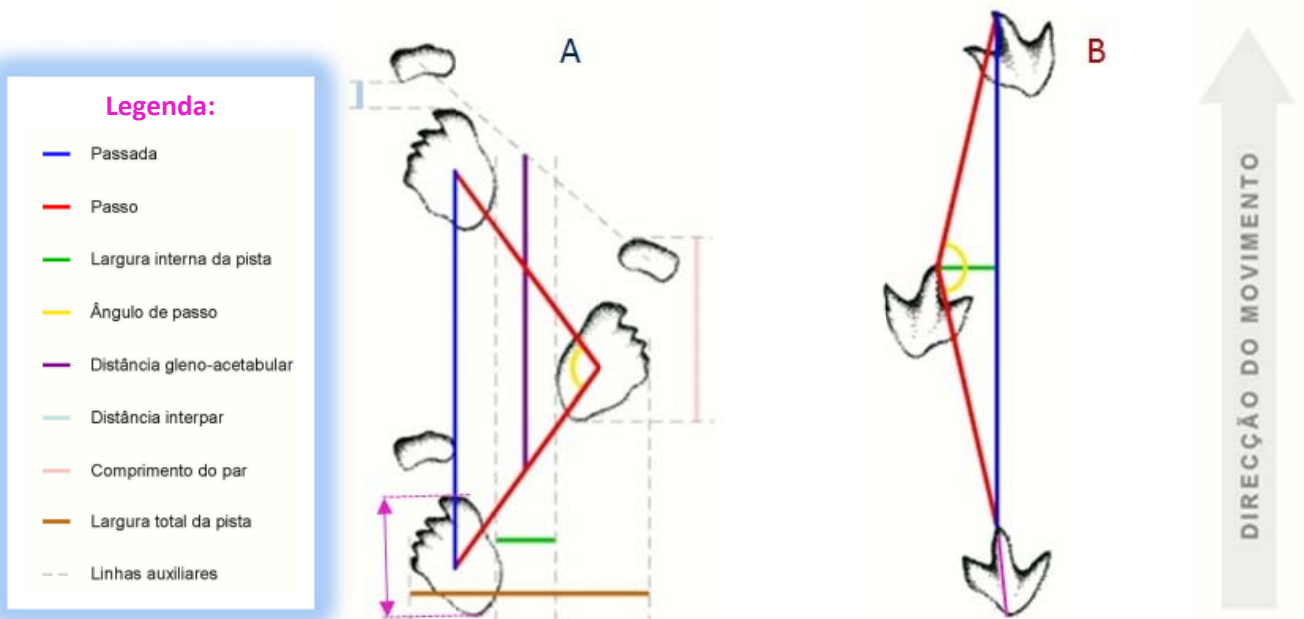 Legenda:
Passada
Passo
Largura interna da pista
Ângulo de passo
Distância gleno-acetabular
Distância interpar
Comprimento do par
Largura total da pista
Linhas auxiliares
A
B
DIRECÇÃO DO MOVIMENTO